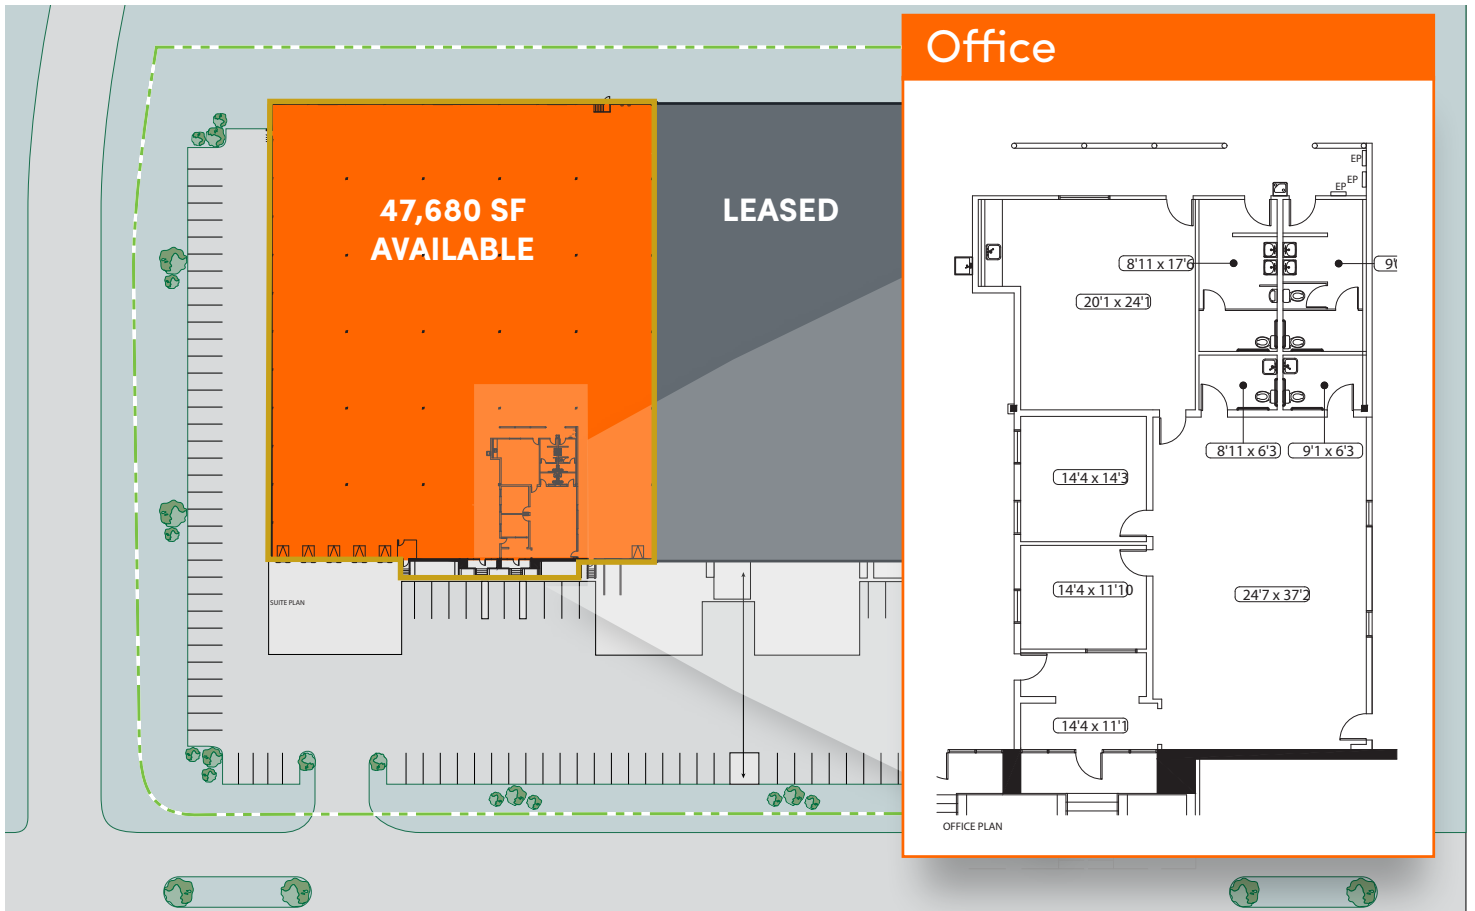 Office
47,680 SF
AVAILABLE
LEASED
EP
EP
EP
8'11 x 17'6
20'1 x 24'1
8'11 x 6'3
9'1 x 6'3
14'4 x 14'3
14'4 x 11'10
24'7 x 37'2
14'4 x 11'1
SUITE PLAN
OFFICE PLAN